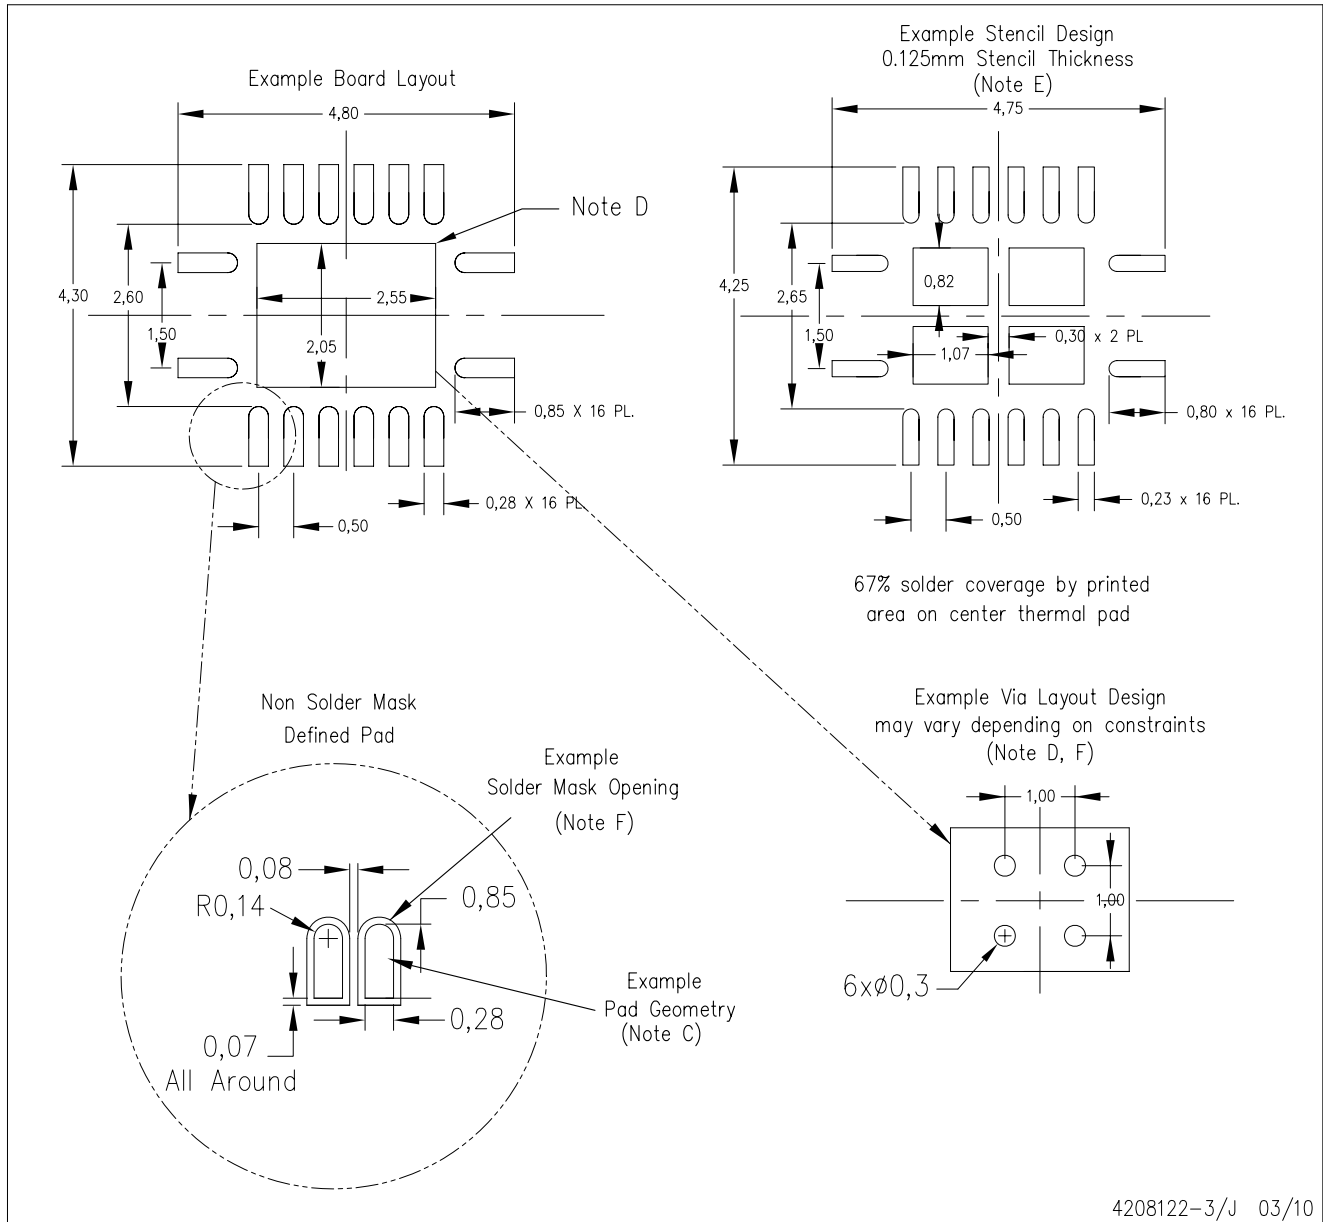 Example Board Layout
4,80
Note D
4,30
2,60
1,50
2,55
2,05
0,85 X 16 PL.
0,28 X 16 PL
0,50
Example Stencil Design
0.125mm Stencil Thickness
(Note E)
4,75
4,25
2,65
1,50
0,82
0,30 x 2 PL
1,07
0,80 x 16 PL.
0,23 x 16 PL.
0,50
67% solder coverage by printed
area on center thermal pad
Non Solder Mask
Defined Pad
Example
Solder Mask Opening
(Note F)
0,08
R0,14
0,85
Example
Pad Geometry
(Note C)
0,28
0,07
All Around
Example Via Layout Design
may vary depending on constraints
(Note D, F)
1,00
1,00
6xø0,3
4208122-3/J 03/10